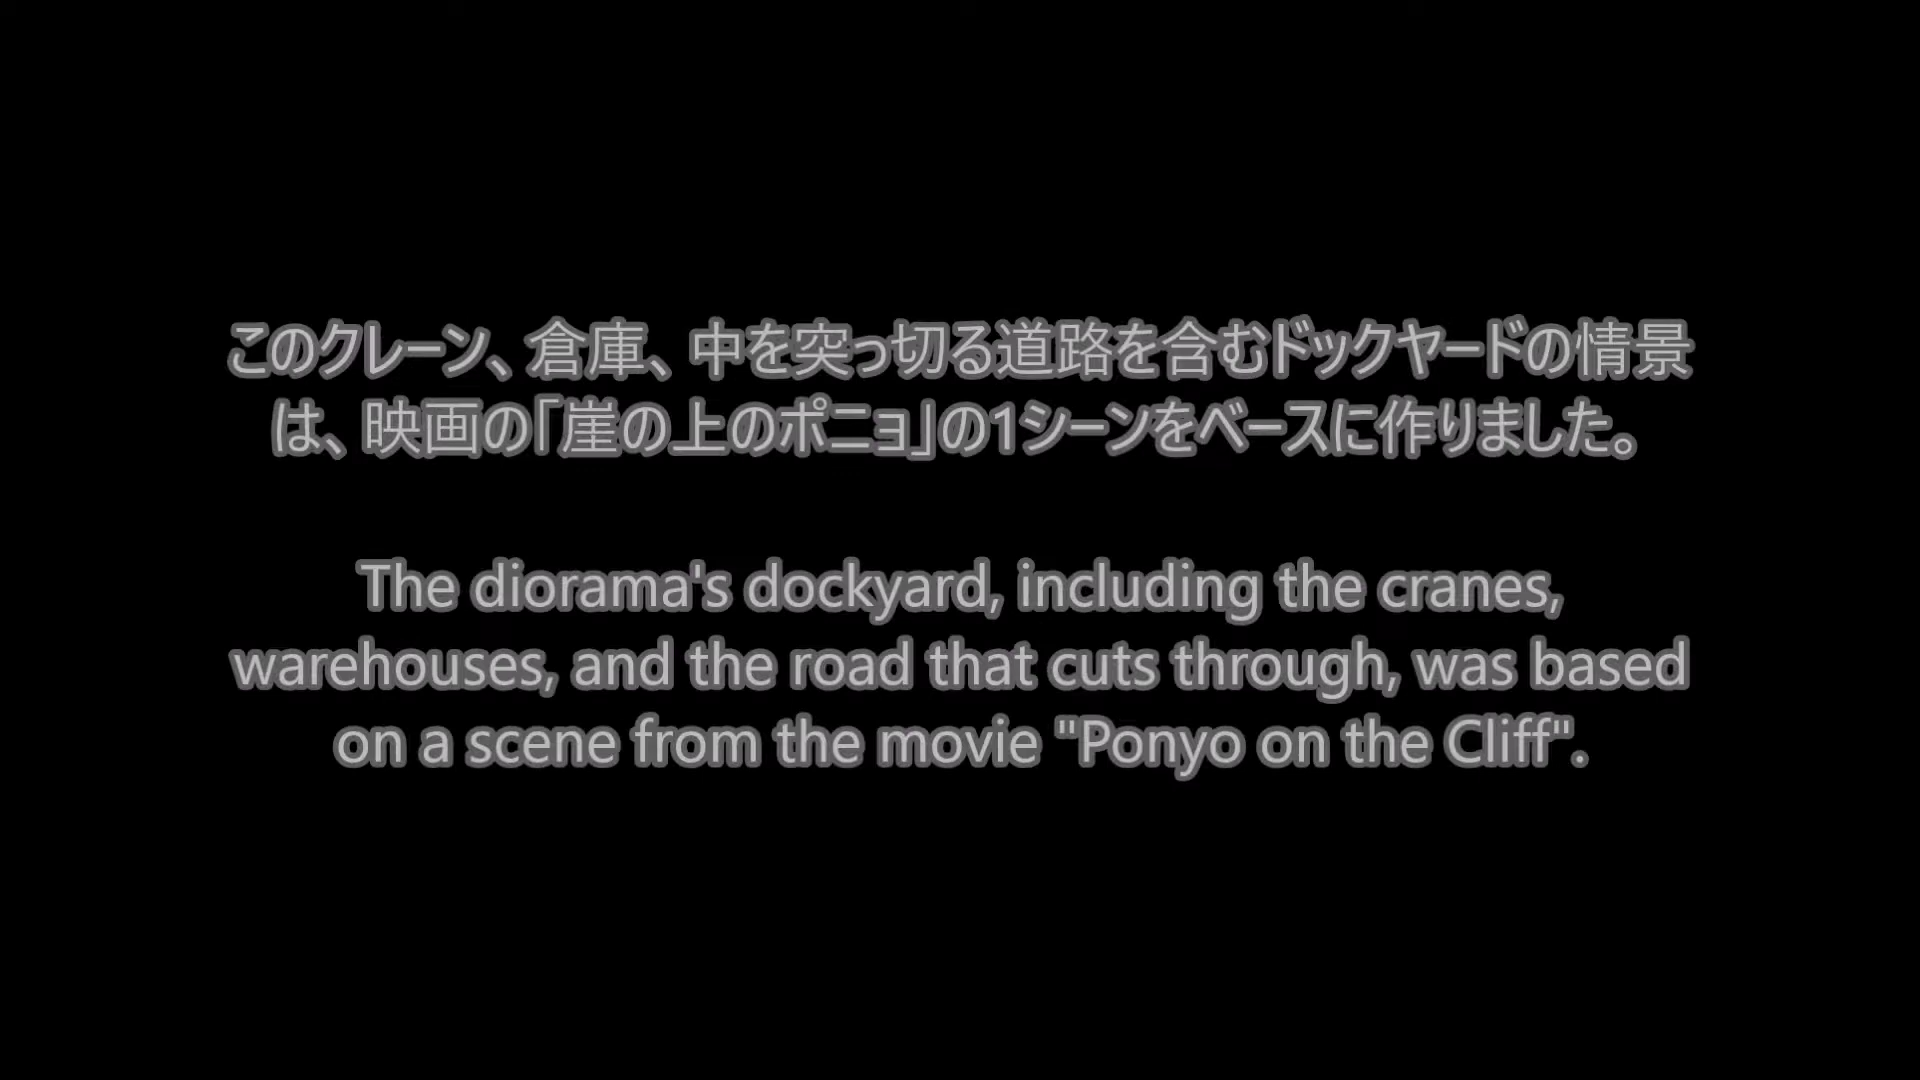 このクレーン、倉庫、中を突っ切る道路を含むドックヤードの情景
は、映画の「崖の上のポニョ」の1シーンをベースに作りました。
The diorama's dockyard, including the cranes,
warehouses, and the road that cuts through, was based
on a scene from the movie "Ponyo on the Cliff".